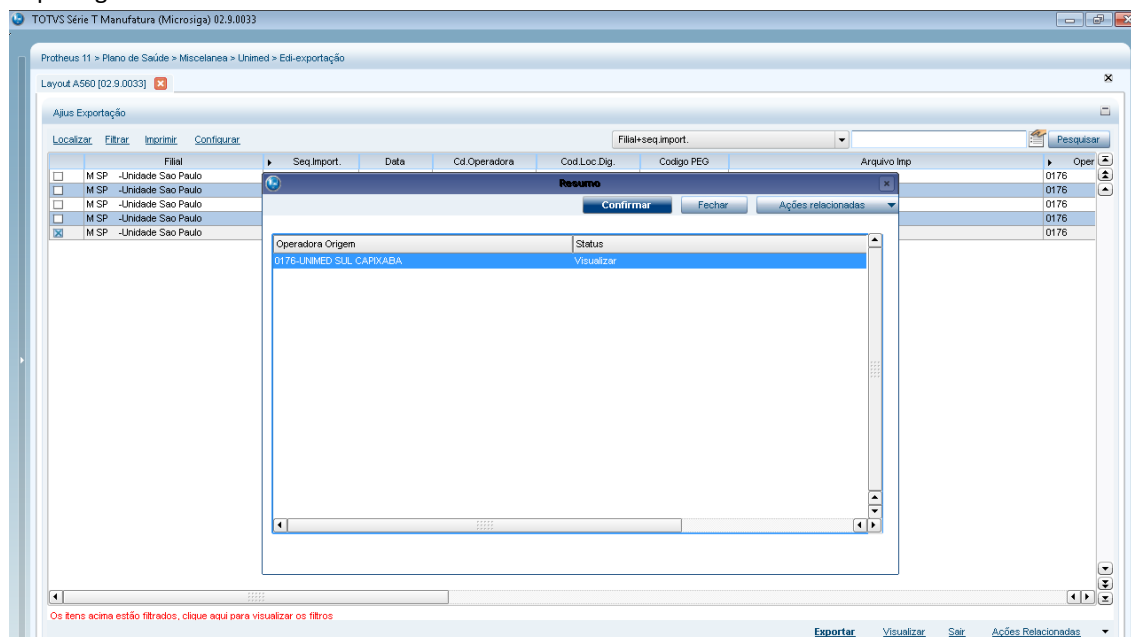 TOTVS Série T Manufatura (Microsiga) 02.9.0033
Protheus 11 > Plano de Saúde > Miscelanea > Unimed > Edi-exportação
Layout A560 [02.9.0033]
Ajius Exportação
Localizar Filtrar Imprimir Configurar Filial+seq.import. Pesquisar
Filial Seq.Import. Data Cd.Operadora Cod.Loc.Dig. Codigo PEG Arquivo Imp Oper
M SP -Unidade Sao Paulo 0176
M SP -Unidade Sao Paulo 0176
M SP -Unidade Sao Paulo 0176
M SP -Unidade Sao Paulo 0176
M SP -Unidade Sao Paulo 0176
Resumo
Confirmar Fechar Ações relacionadas
Operadora Origem Status
0176-UNIMED SUL CAPIXABA Visualizar
Os itens acima estão filtrados, clique aqui para visualizar os filtros
Exportar Visualizar Sair Ações Relacionadas